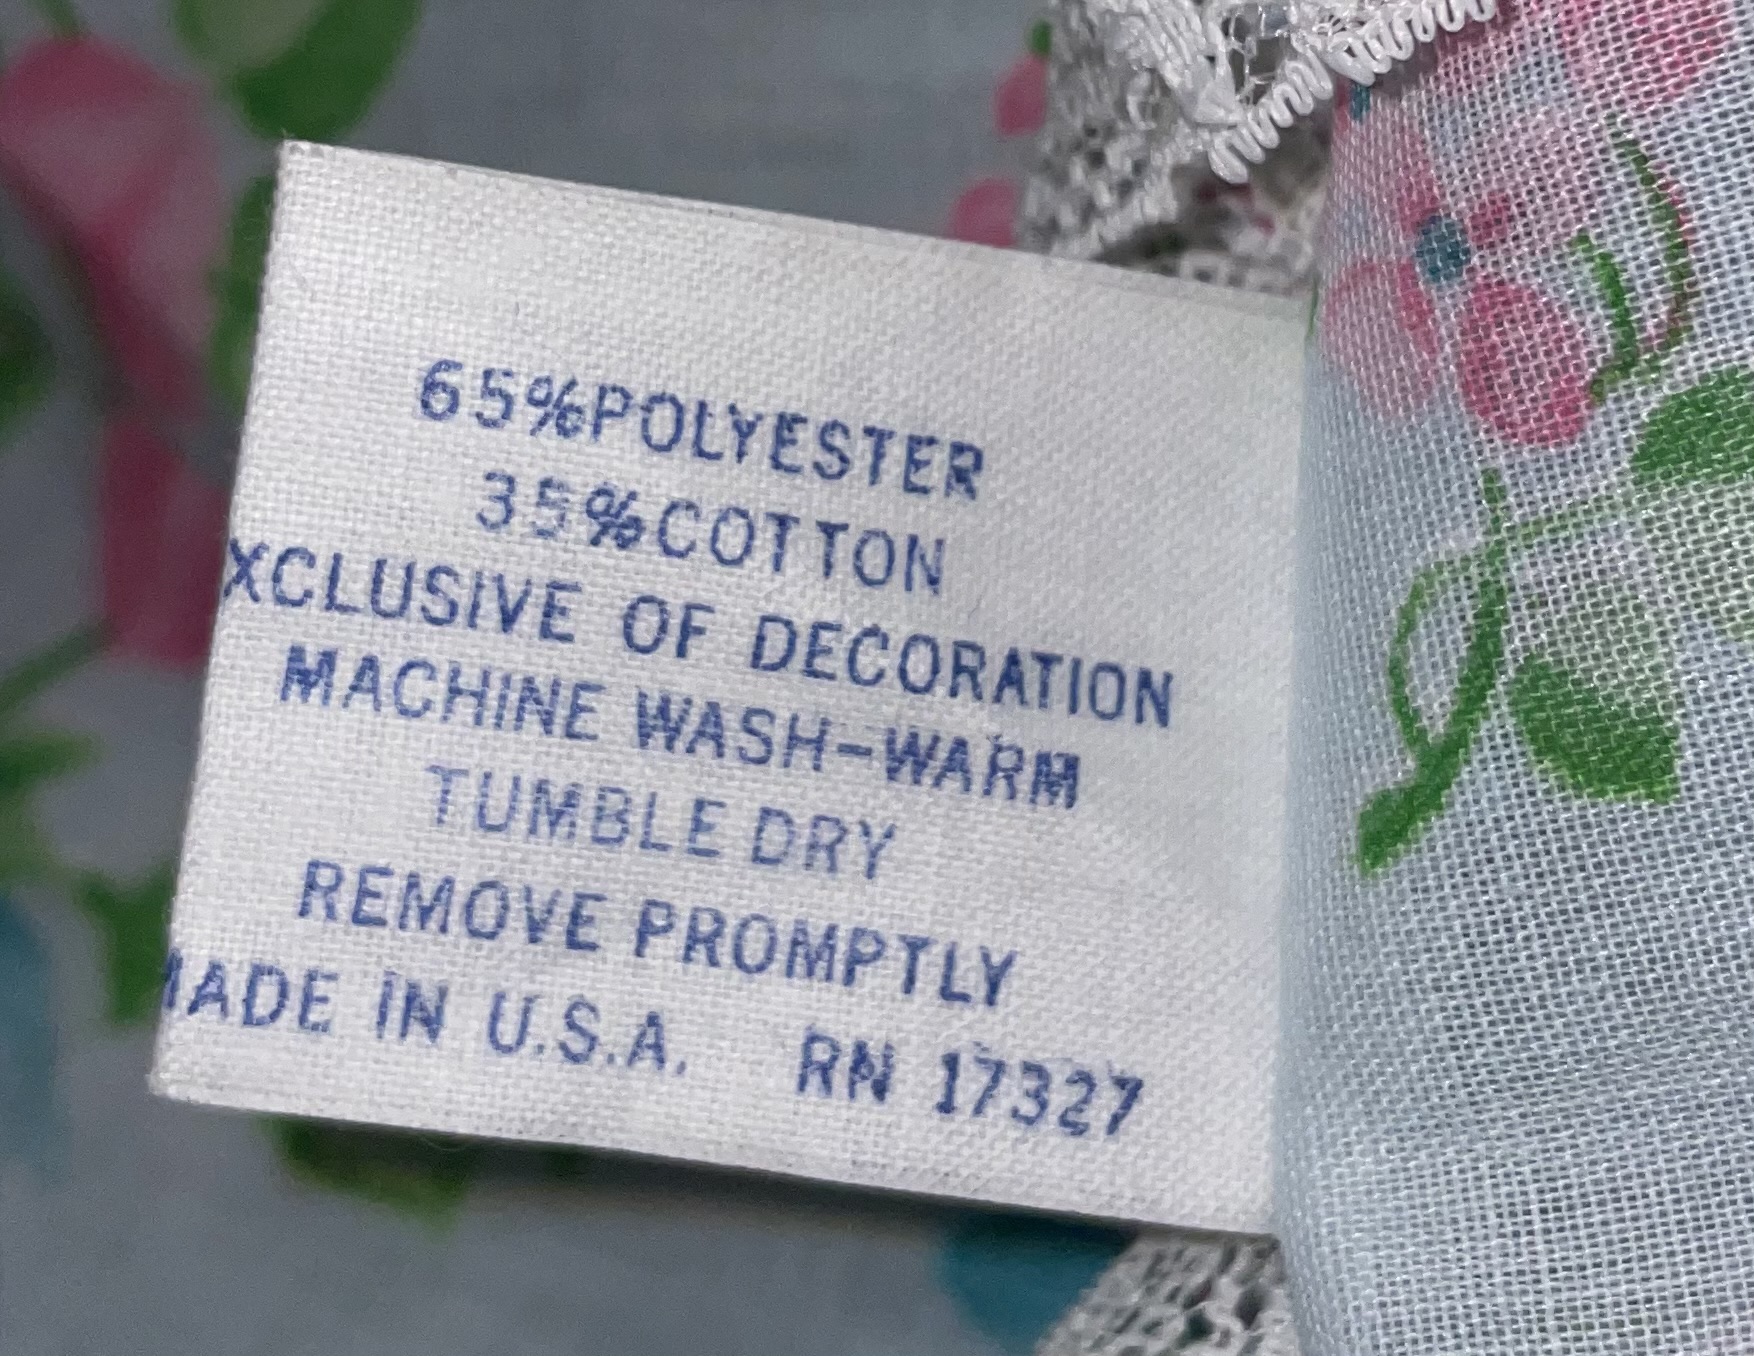 65%POLYESTER
35%COTTON
XCLUSIVE OF DECORATION
MACHINE WASH-WARM
TUMBLE DRY
REMOVE PROMPTLY
MADE IN U.S.A. RN 17327